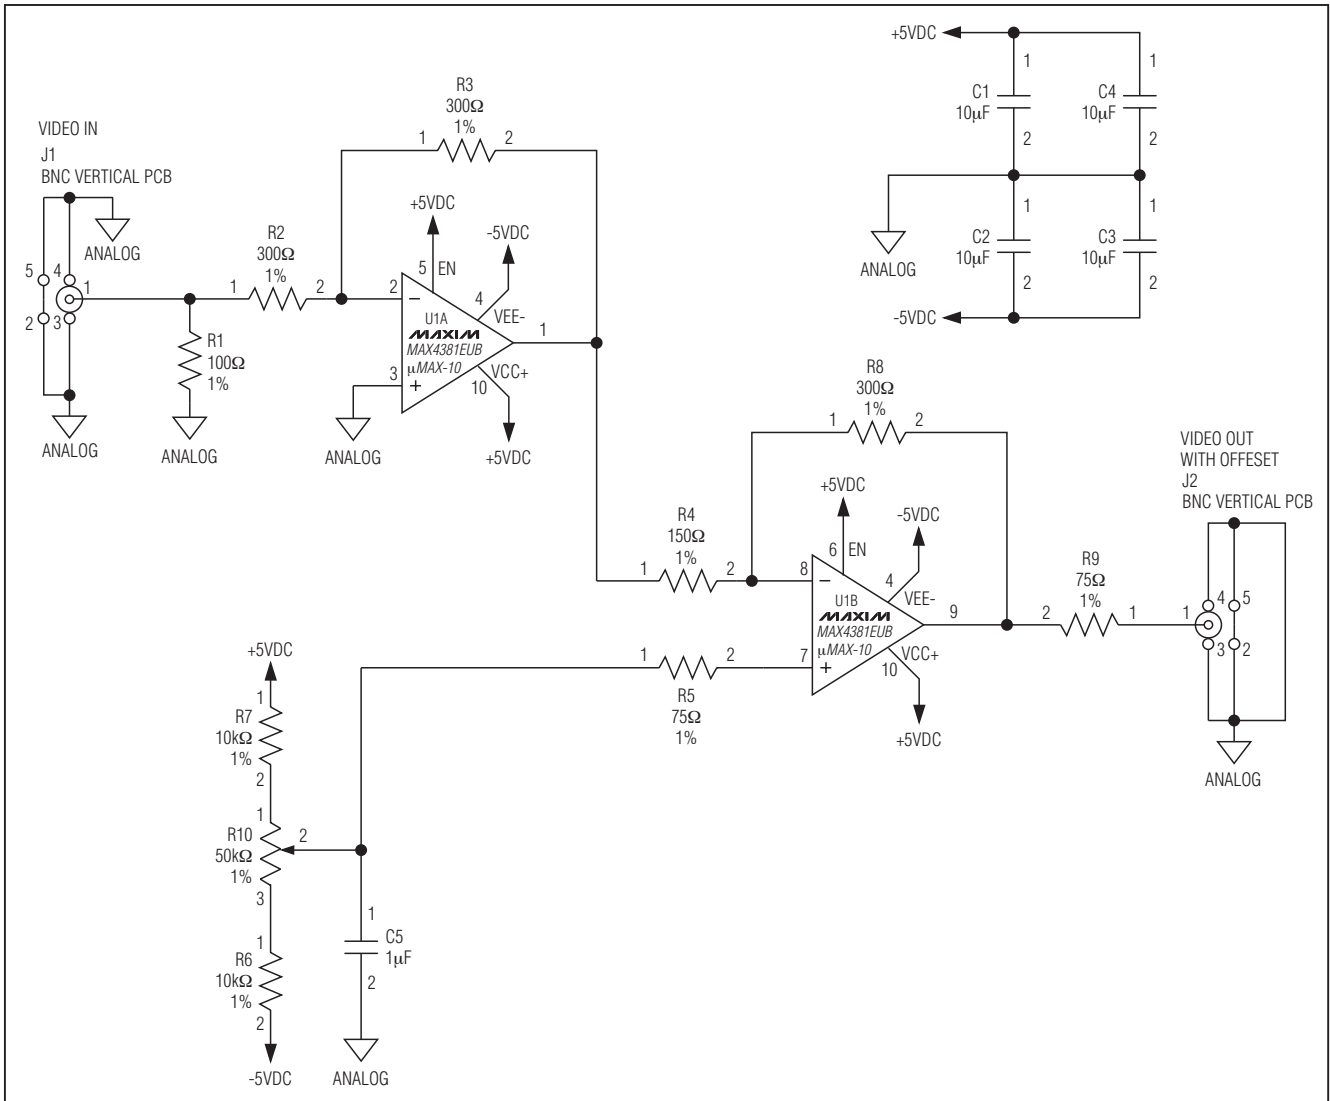 +5VDC
1
1
C1
10µF
C4
10µF
2
2
1
1
C2
10µF
C3
10µF
2
2
ANALOG
-5VDC
VIDEO IN
J1
BNC VERTICAL PCB
ANALOG
5
4
1
2
3
ANALOG
R1
100Ω
1%
ANALOG
R2
300Ω
1%
1
2
R3
300Ω
1%
1
2
+5VDC
-5VDC
5
EN
4
VEE-
2
−
U1A
MAXIM
MAX4381EUB
µMAX-10
1
3
+
10
VCC+
ANALOG
+5VDC
R8
300Ω
1%
1
2
R4
150Ω
1%
1
2
+5VDC
-5VDC
6
EN
4
VEE-
8
−
U1B
MAXIM
MAX4381EUB
µMAX-10
9
7
+
10
VCC+
+5VDC
1
2
R5
75Ω
1%
R9
75Ω
1%
2
1
VIDEO OUT
WITH OFFESET
J2
BNC VERTICAL PCB
1
4
5
3
2
ANALOG
+5VDC
1
R7
10kΩ
1%
2
1
R10
50kΩ
1%
2
3
1
R6
10kΩ
1%
2
-5VDC
1
C5
1µF
2
ANALOG